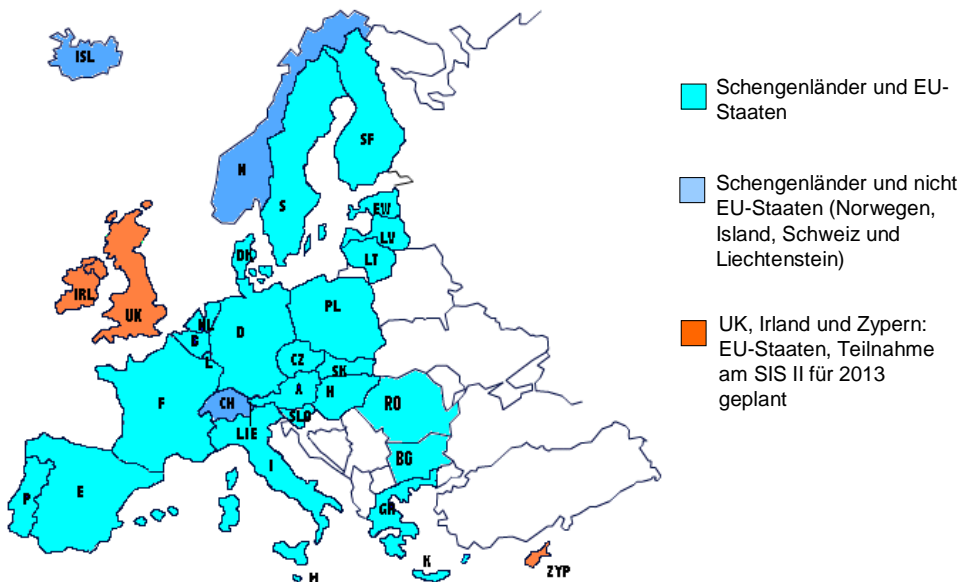 ISL
N
S
SF
EW
LV
LT
DK
IRL
UK
NL
B
L
D
PL
CZ
SK
F
CH
A
H
SLO
RO
LIE
BG
P
E
I
GR
K
M
ZYP
Schengenländer und EU-
Staaten
Schengenländer und nicht
EU-Staaten (Norwegen,
Island, Schweiz und
Liechtenstein)
UK, Irland und Zypern:
EU-Staaten, Teilnahme
am SIS II für 2013
geplant